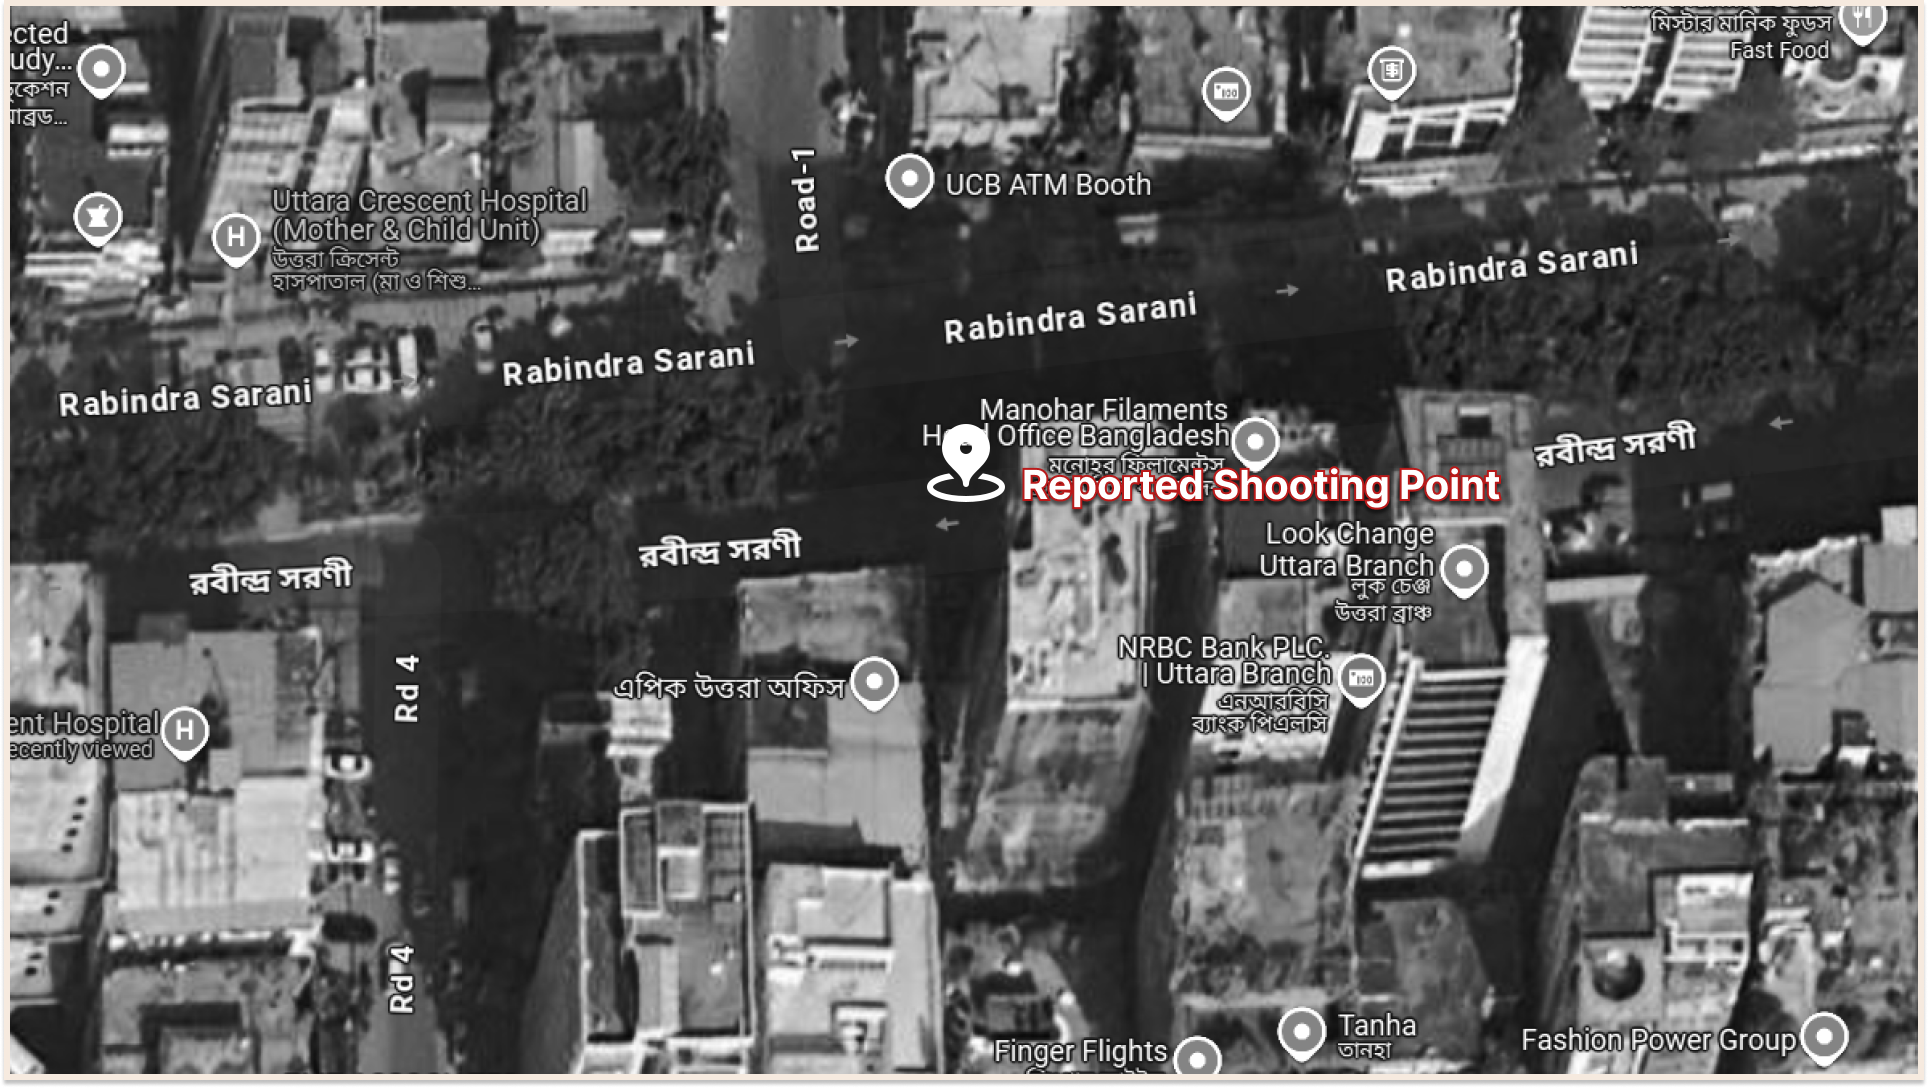 ected
udy...
মিস্টার মানিক ফুডস
Fast Food
Road-1
UCB ATM Booth
Uttara Crescent Hospital
(Mother & Child Unit)
উত্তরা ক্রিসেন্ট
হাসপাতাল (মা ও শিশু...
Rabindra Sarani
Rabindra Sarani
Rabindra Sarani
Rabindra Sarani
Manohar Filaments
Office Bangladesh
মনোহর ফিলামেন্টস
Reported Shooting Point
রবীন্দ্র সরণী
রবীন্দ্র সরণী
রবীন্দ্র সরণী
Look Change
Uttara Branch
লুক চেঞ্জ
উত্তরা ব্রাঞ্চ
NRBC Bank PLC.
| Uttara Branch
এনআরবিসি
ব্যাংক পিএলসি
এপিক উত্তরা অফিস
Rd 4
ent Hospital
ecently viewed
Rd 4
Finger Flights
Tanha
তানহা
Fashion Power Group